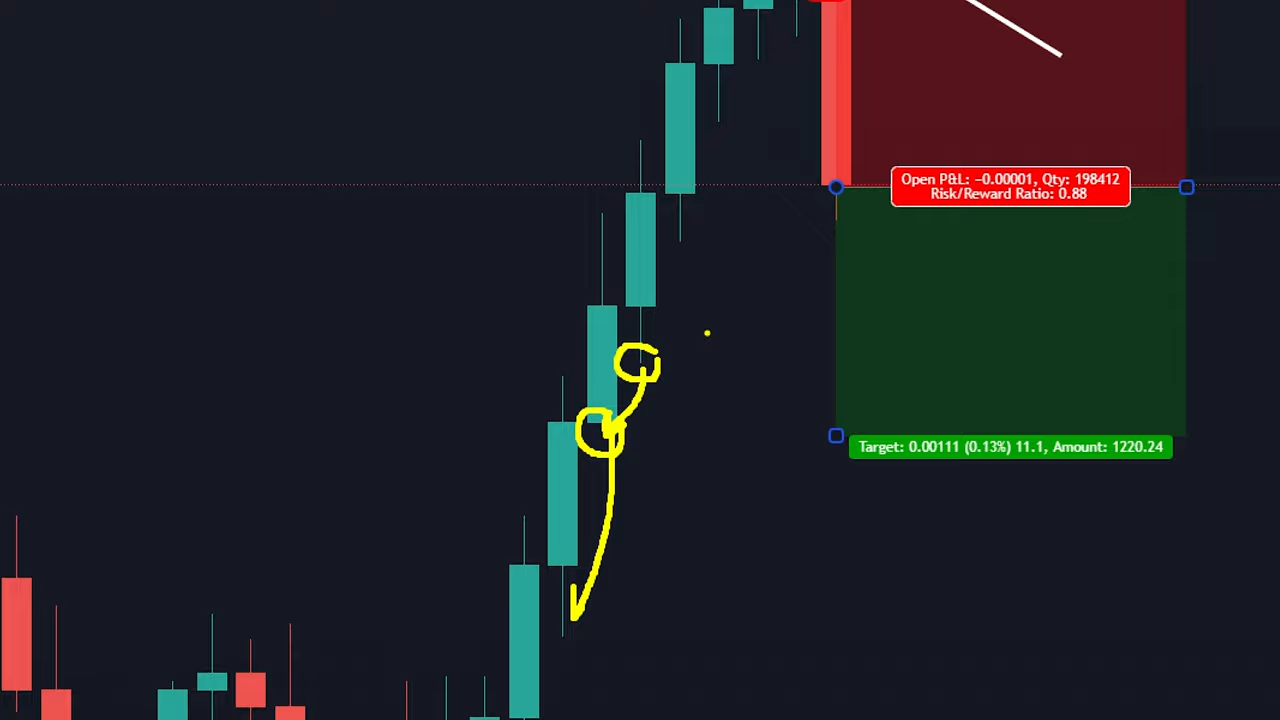 Open P&L: −0.00001, Qty: 198412
Risk/Reward Ratio: 0.88
Target: 0.00111 (0.13%) 11.1, Amount: 1220.24